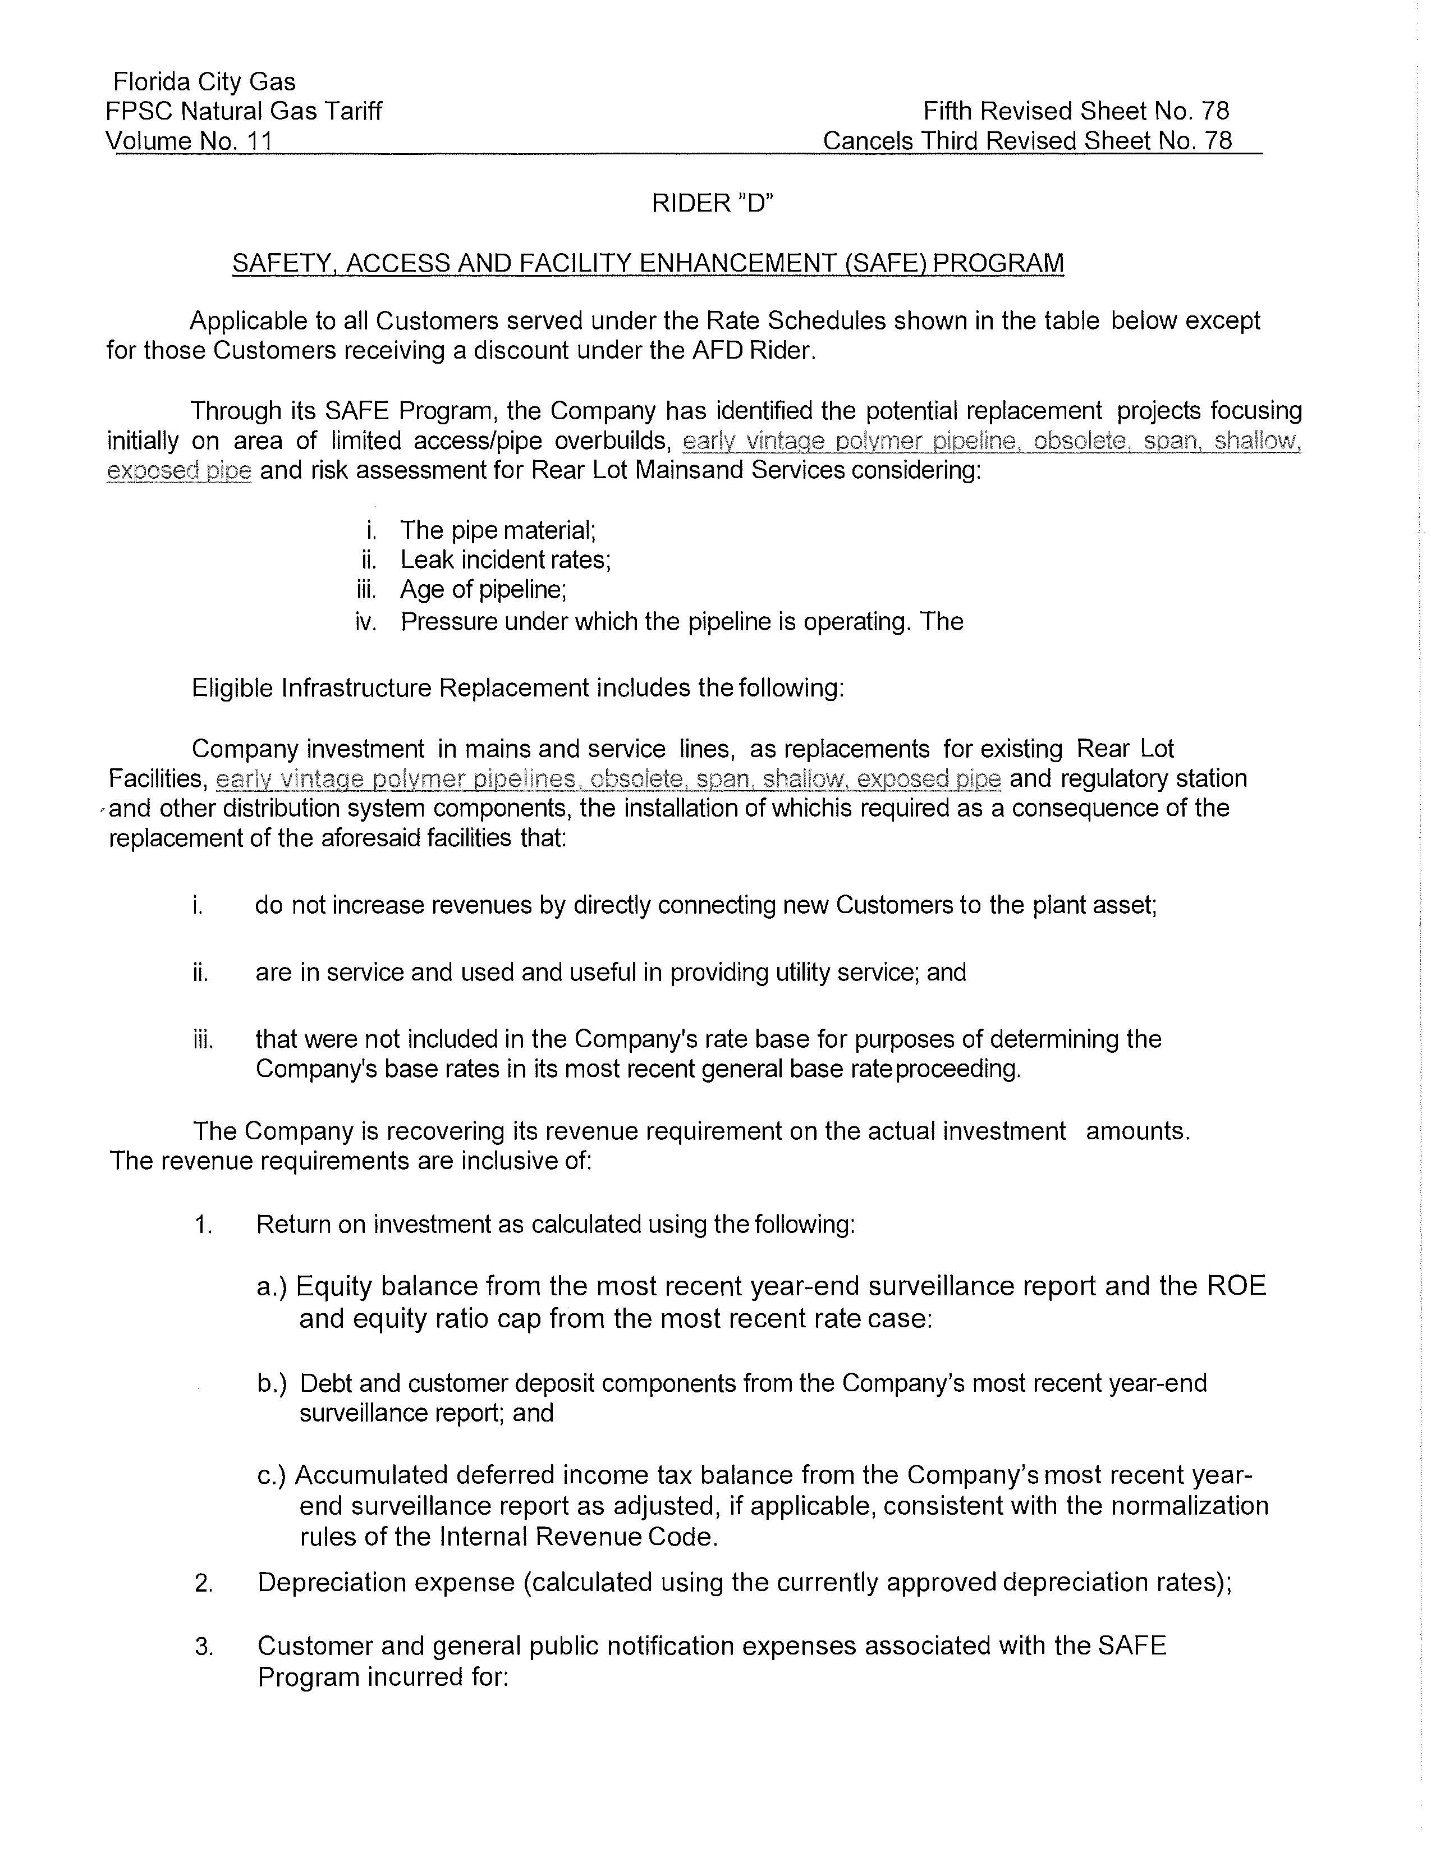 Florida City Gas
FPSC Natural Gas Tariff Fifth Revised Sheet No. 78
Volume No. 11 Cancels Third Revised Sheet No. 78
RIDER "D"
SAFETY, ACCESS AND FACILITY ENHANCEMENT (SAFE) PROGRAM
Applicable to all Customers served under the Rate Schedules shown in the table below except
for those Customers receiving a discount under the AFD Rider.
Through its SAFE Program, the Company has identified the potential replacement projects focusing
initially on area of limited access/pipe overbuilds, early vintage polymer pipeline, obsolete, span, shallow,
exposed pipe and risk assessment for Rear Lot Mainsand Services considering:
i. The pipe material;
ii. Leak incident rates;
iii. Age of pipeline;
iv. Pressure under which the pipeline is operating. The
Eligible Infrastructure Replacement includes the following:
Company investment in mains and service lines, as replacements for existing Rear Lot
Facilities, early vintage polymer pipelines, obsolete, span, shallow, exposed pipe and regulatory station
and other distribution system components, the installation of whichis required as a consequence of the
replacement of the aforesaid facilities that:
i. do not increase revenues by directly connecting new Customers to the plant asset;
ii. are in service and used and useful in providing utility service; and
iii. that were not included in the Company's rate base for purposes of determining the
Company's base rates in its most recent general base rate proceeding.
The Company is recovering its revenue requirement on the actual investment amounts.
The revenue requirements are inclusive of:
1. Return on investment as calculated using the following:
a.) Equity balance from the most recent year-end surveillance report and the ROE
and equity ratio cap from the most recent rate case:
b.) Debt and customer deposit components from the Company's most recent year-end
surveillance report; and
c.) Accumulated deferred income tax balance from the Company's most recent year-
end surveillance report as adjusted, if applicable, consistent with the normalization
rules of the Internal Revenue Code.
2. Depreciation expense (calculated using the currently approved depreciation rates);
3. Customer and general public notification expenses associated with the SAFE
Program incurred for: